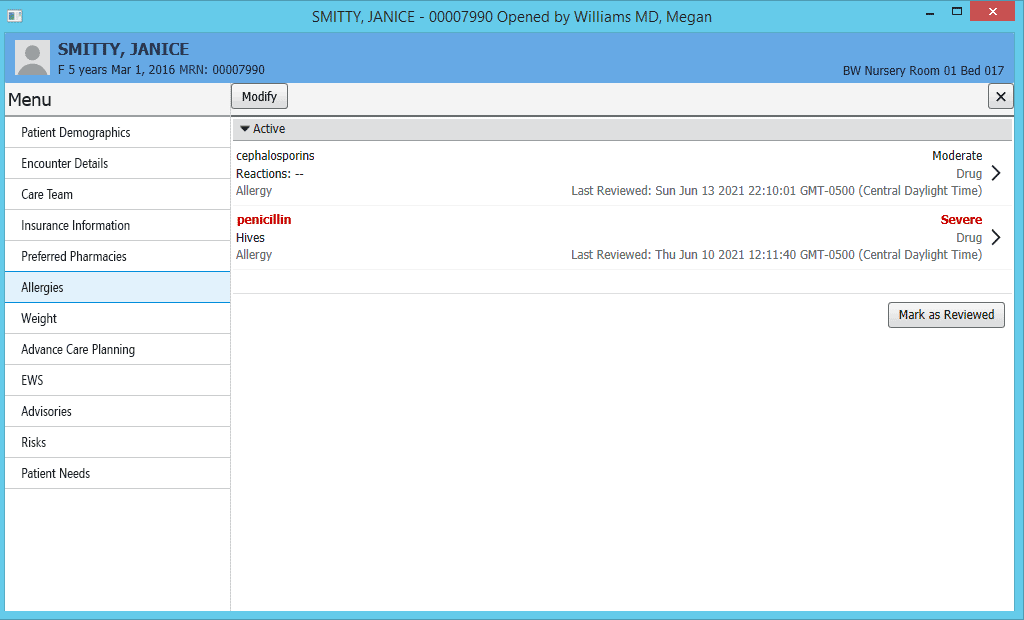 SMITTY, JANICE - 00007990 Opened by Williams MD, Megan
SMITTY, JANICE
F 5 years Mar 1, 2016 MRN: 00007990
BW Nursery Room 01 Bed 017
Menu
Modify
Patient Demographics
Encounter Details
Care Team
Insurance Information
Preferred Pharmacies
Allergies
Weight
Advance Care Planning
EWS
Advisories
Risks
Patient Needs
Active
cephalosporins Moderate
Reactions: -- Drug
Allergy Last Reviewed: Sun Jun 13 2021 22:10:01 GMT-0500 (Central Daylight Time)
penicillin Severe
Hives Drug
Allergy Last Reviewed: Thu Jun 10 2021 12:11:40 GMT-0500 (Central Daylight Time)
Mark as Reviewed